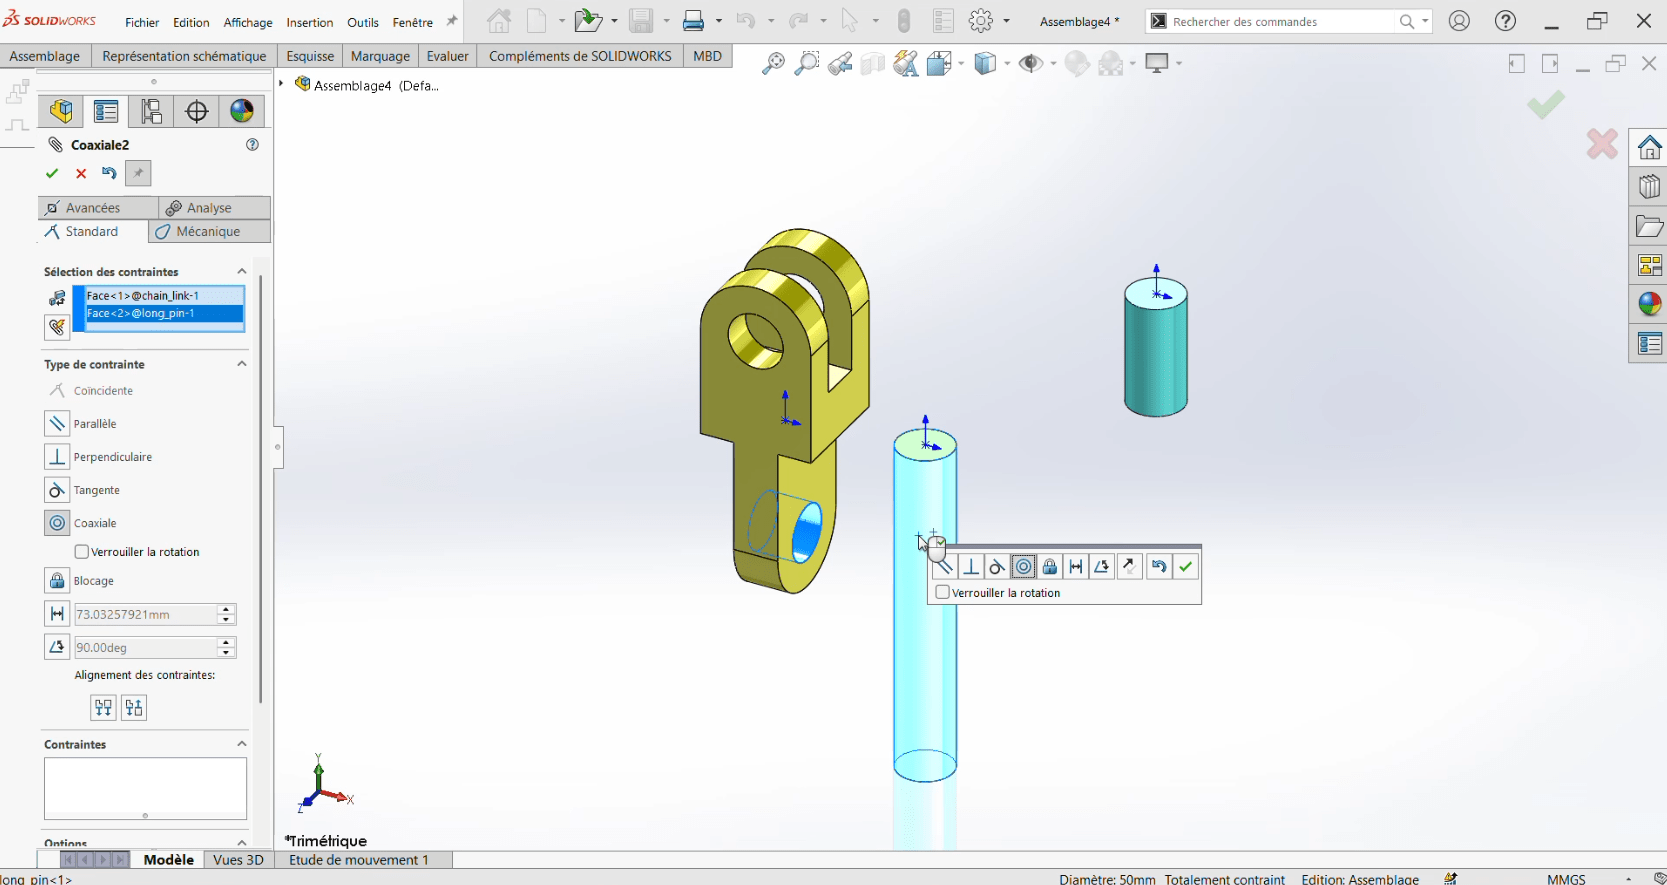 SOLIDWORKS
Fichier Edition Affichage Insertion Outils Fenêtre
Assemblage4 *
Rechercher des commandes
Assemblage Représentation schématique Esquisse Marquage Evaluer Compléments de SOLIDWORKS MBD
Assemblage4 (Defa...
Coaxiale2
Avancées Analyse
Standard Mécanique
Sélection des contraintes
Face<1>@chain_link-1
Face<2>@long_pin-1
Type de contrainte
Coïncidente
Parallèle
Perpendiculaire
Tangente
Coaxiale
Verrouiller la rotation
Blocage
73.03257921mm
90.00deg
Alignement des contraintes:
Contraintes
Options
Verrouiller la rotation
Y
X
Z
*Trimétrique
Modèle Vues 3D Etude de mouvement 1
long_pin<1>
Diamètre: 50mm Totalement contraint Edition: Assemblage MMGS